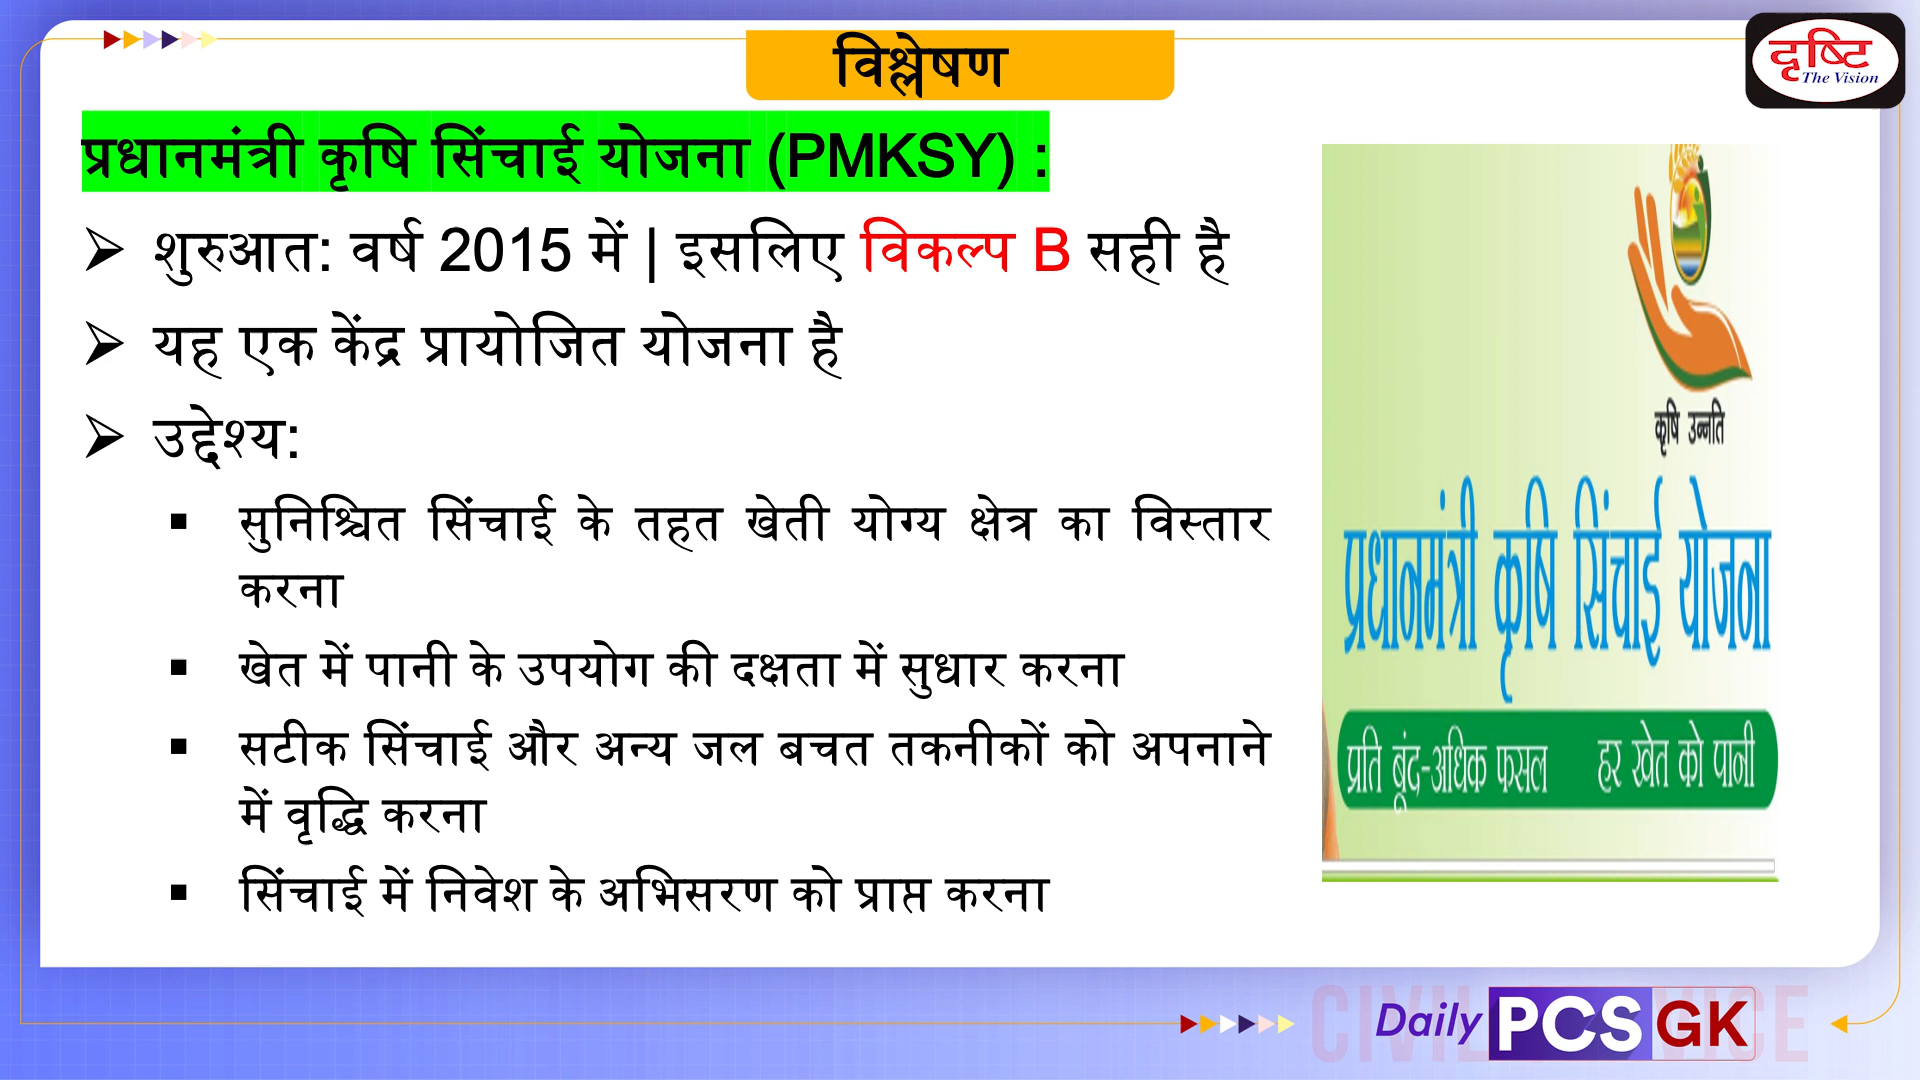 विश्लेषण
दृष्टि
The Vision
प्रधानमंत्री कृषि सिंचाई योजना (PMKSY) :
➢ शुरुआत: वर्ष 2015 में | इसलिए विकल्प B सही है
➢ यह एक केंद्र प्रायोजित योजना है
➢ उद्देश्य:
▪ सुनिश्चित सिंचाई के तहत खेती योग्य क्षेत्र का विस्तार
करना
▪ खेत में पानी के उपयोग की दक्षता में सुधार करना
▪ सटीक सिंचाई और अन्य जल बचत तकनीकों को अपनाने
में वृद्धि करना
▪ सिंचाई में निवेश के अभिसरण को प्राप्त करना
कृषि उन्नति
प्रधानमंत्री कृषि सिंचाई योजना
प्रति बूंद-अधिक फसल हर खेत को पानी
Daily PCS GK